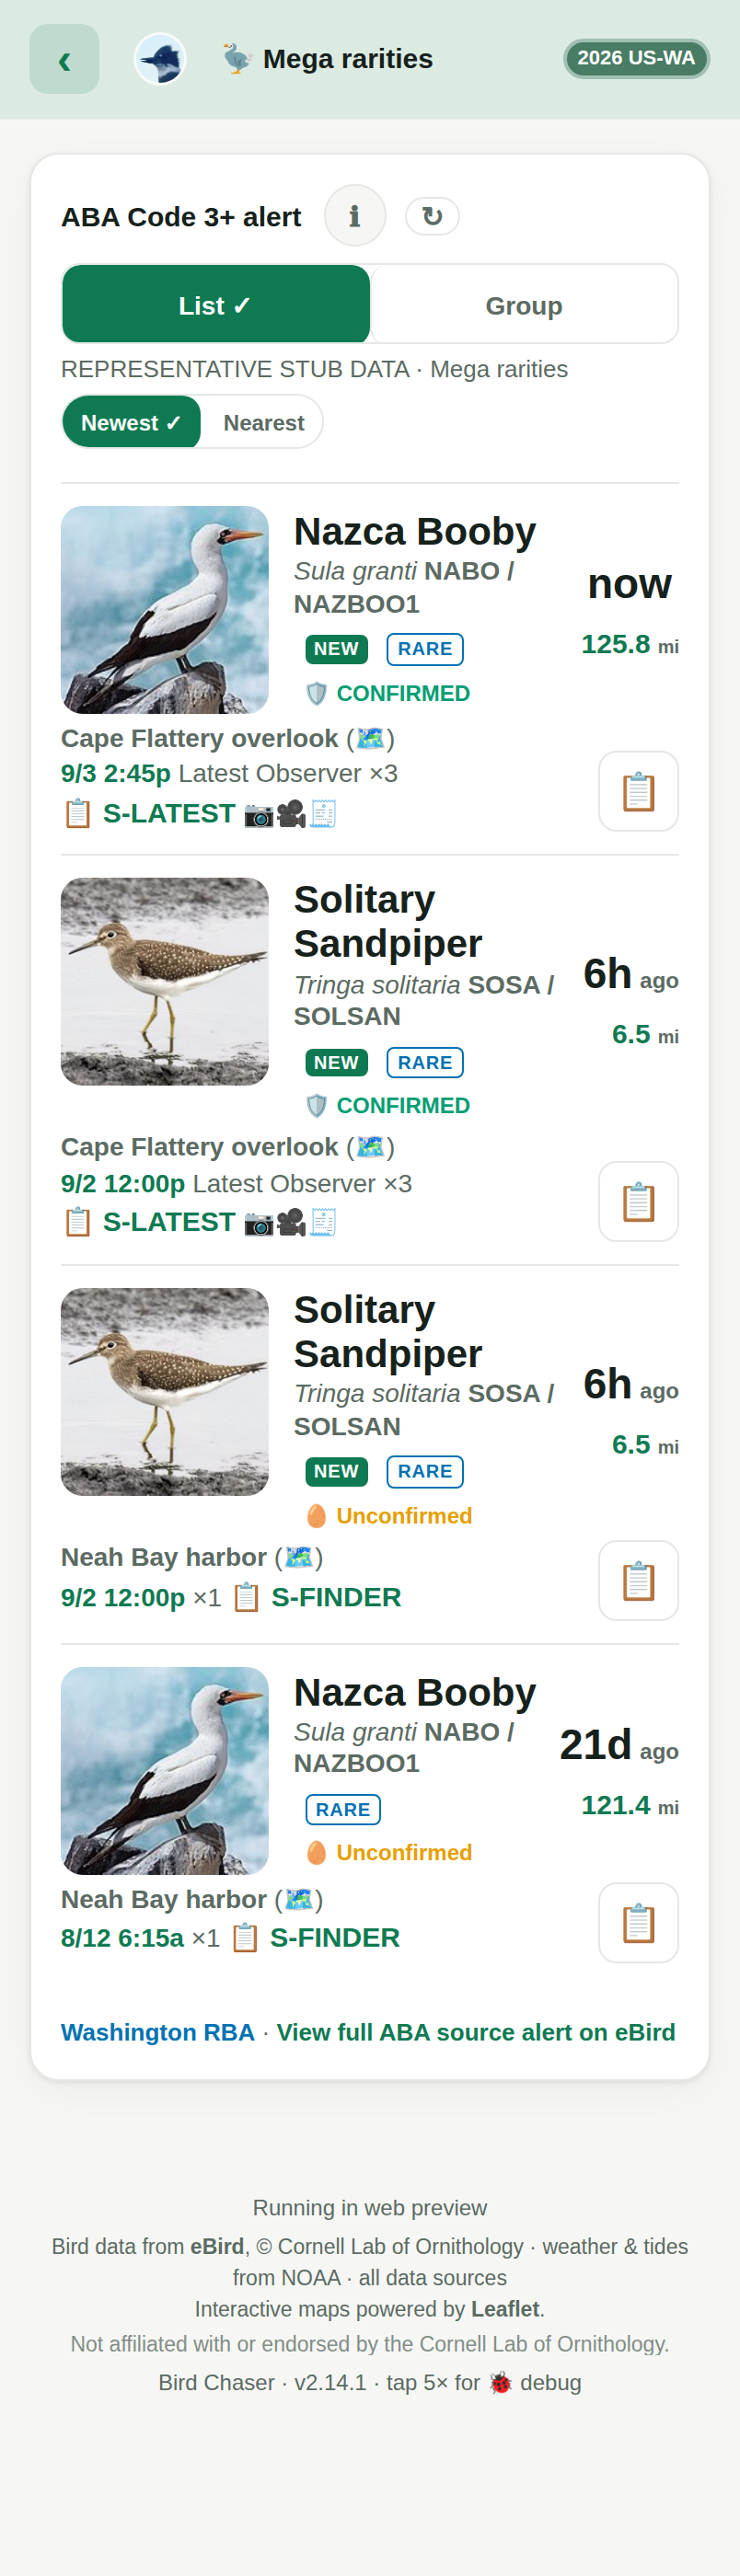 ‹ 🦤 Mega rarities 2026 US-WA
ABA Code 3+ alert ℹ ↻
List ✓ Group
REPRESENTATIVE STUB DATA · Mega rarities
Newest ✓ Nearest
Nazca Booby
Sula granti NABO /
NAZBOO1
now
125.8 mi
NEW RARE
🛡️ CONFIRMED
Cape Flattery overlook (🗺️)
9/3 2:45p Latest Observer ×3
📋 S-LATEST 📷🎥🧾
Solitary
Sandpiper
Tringa solitaria SOSA /
SOLSAN
6h ago
6.5 mi
NEW RARE
🛡️ CONFIRMED
Cape Flattery overlook (🗺️)
9/2 12:00p Latest Observer ×3
📋 S-LATEST 📷🎥🧾
Solitary
Sandpiper
Tringa solitaria SOSA /
SOLSAN
6h ago
6.5 mi
NEW RARE
🥚 Unconfirmed
Neah Bay harbor (🗺️)
9/2 12:00p ×1 📋 S-FINDER
Nazca Booby
Sula granti NABO /
NAZBOO1
21d ago
121.4 mi
RARE
🥚 Unconfirmed
Neah Bay harbor (🗺️)
8/12 6:15a ×1 📋 S-FINDER
Washington RBA · View full ABA source alert on eBird
Running in web preview
Bird data from eBird, © Cornell Lab of Ornithology · weather & tides
from NOAA · all data sources
Interactive maps powered by Leaflet.
Not affiliated with or endorsed by the Cornell Lab of Ornithology.
Bird Chaser · v2.14.1 · tap 5× for 🐞 debug